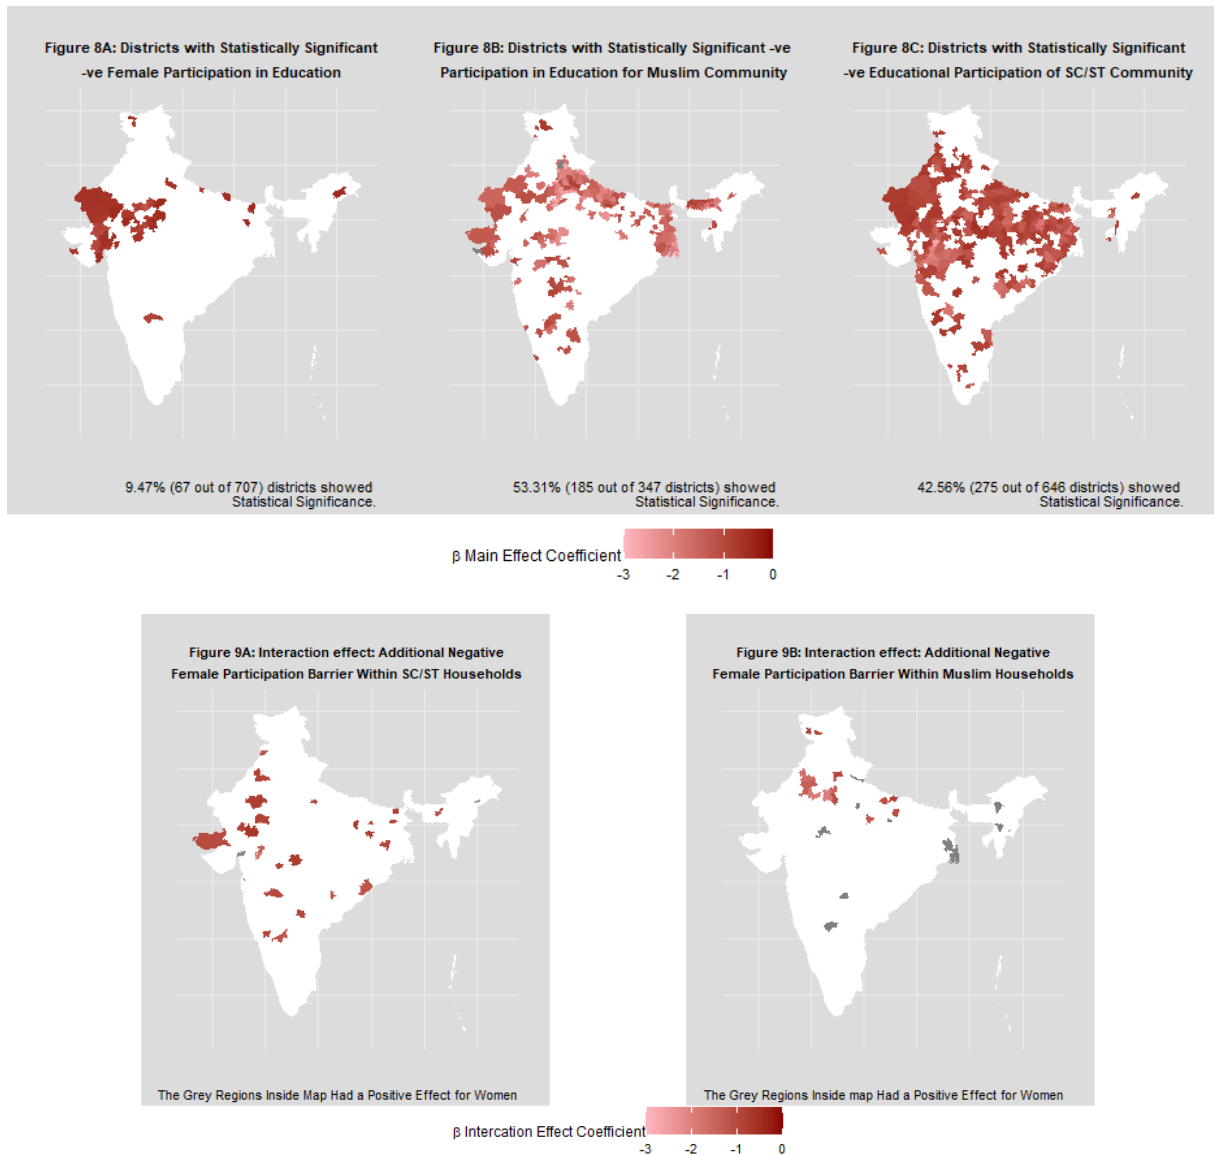 Figure 8A: Districts with Statistically Significant
-ve Female Participation in Education
Figure 8B: Districts with Statistically Significant -ve
Participation in Education for Muslim Community
Figure 8C: Districts with Statistically Significant
-ve Educational Participation of SC/ST Community
9.47% (67 out of 707) districts showed
Statistical Significance.
53.31% (185 out of 347 districts) showed
Statistical Significance.
42.56% (275 out of 646 districts) showed
Statistical Significance.
β Main Effect Coefficient
-3 -2 -1 0
Figure 9A: Interaction effect: Additional Negative
Female Participation Barrier Within SC/ST Households
Figure 9B: Interaction effect: Additional Negative
Female Participation Barrier Within Muslim Households
The Grey Regions Inside Map Had a Positive Effect for Women
The Grey Regions Inside map Had a Positive Effect for Women
β Intercation Effect Coefficient
-3 -2 -1 0